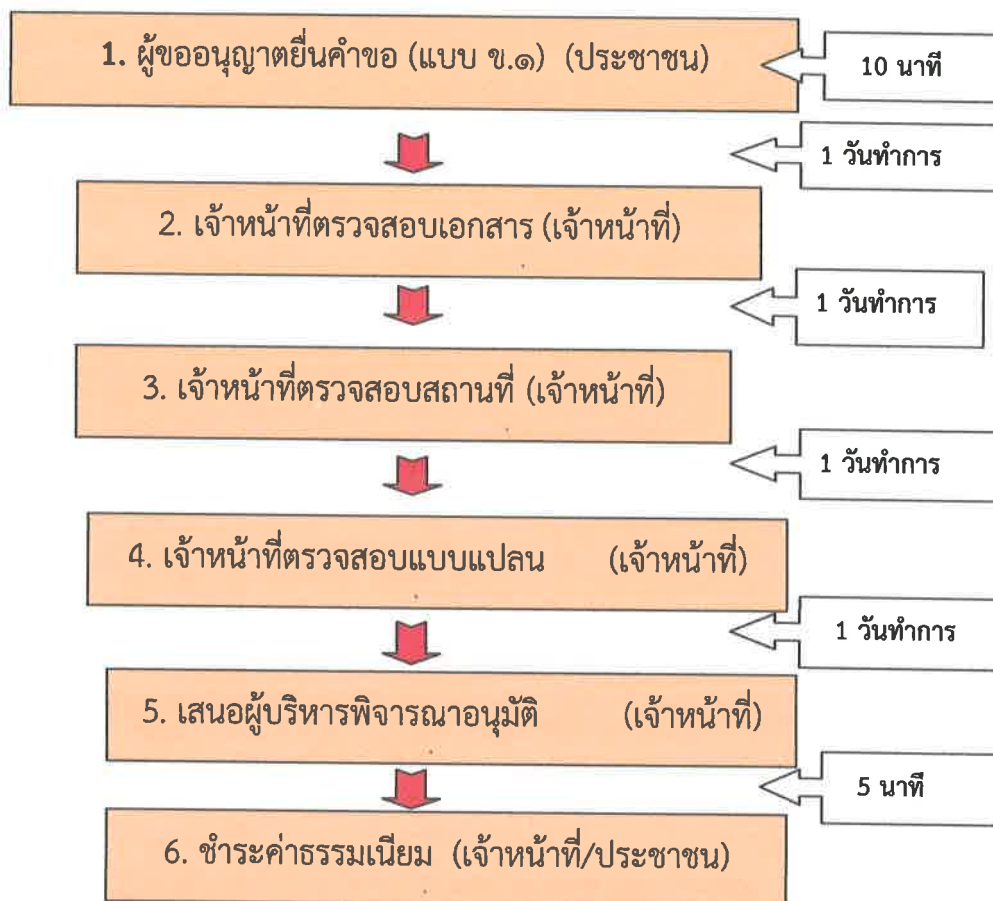 1. ผู้ขออนุญาตยื่นคำขอ (แบบ ข.๑) (ประชาชน)
10 นาที
1 วันทำการ
2. เจ้าหน้าที่ตรวจสอบเอกสาร (เจ้าหน้าที่)
1 วันทำการ
3. เจ้าหน้าที่ตรวจสอบสถานที่ (เจ้าหน้าที่)
1 วันทำการ
4. เจ้าหน้าที่ตรวจสอบแบบแปลน (เจ้าหน้าที่)
1 วันทำการ
5. เสนอผู้บริหารพิจารณาอนุมัติ (เจ้าหน้าที่)
5 นาที
6. ชำระค่าธรรมเนียม (เจ้าหน้าที่/ประชาชน)